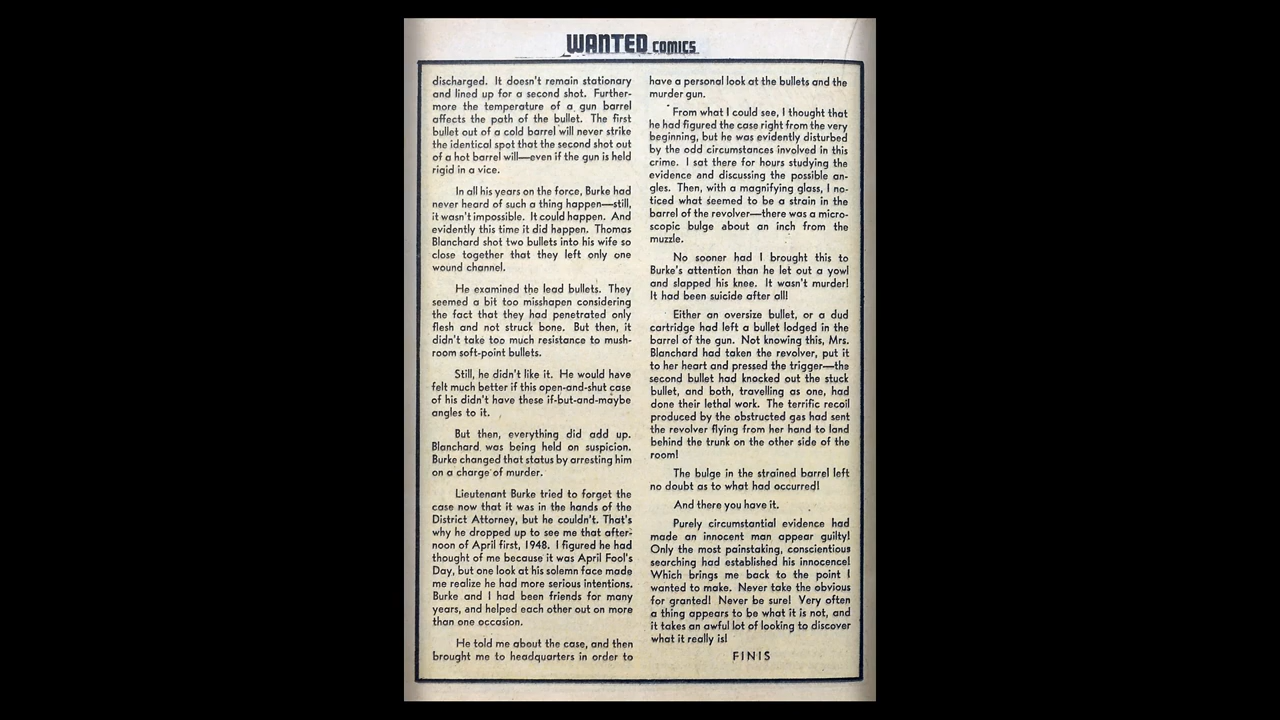 WANTED COMICS
discharged. It doesn't remain stationary
and lined up for a second shot. Further-
more the temperature of a gun barrel
affects the path of the bullet. The first
bullet out of a cold barrel will never strike
the identical spot that the second shot out
of a hot barrel will—even if the gun is held
rigid in a vice.
In all his years on the force, Burke had
never heard of such a thing happen—still,
it wasn't impossible. It could happen. And
evidently this time it did happen. Thomas
Blanchard shot two bullets into his wife so
close together that they left only one
wound channel.
He examined the lead bullets. They
seemed a bit too misshapen considering
the fact that they had penetrated only
flesh and not struck bone. But then, it
didn't take too much resistance to mush-
room soft-point bullets.
Still, he didn't like it. He would have
felt much better if this open-and-shut case
of his didn't have these if-but-and-maybe
angles to it.
But then, everything did add up.
Blanchard was being held on suspicion.
Burke changed that status by arresting him
on a charge of murder.
Lieutenant Burke tried to forget the
case now that it was in the hands of the
District Attorney, but he couldn't. That's
why he dropped up to see me that after-
noon of April first, 1948. I figured he had
thought of me because it was April Fool's
Day, but one look at his solemn face made
me realize he had more serious intentions.
Burke and I had been friends for many
years, and helped each other out on more
than one occasion.
He told me about the case, and then
brought me to headquarters in order to
have a personal look at the bullets and the
murder gun.
From what I could see, I thought that
he had figured the case right from the very
beginning, but he was evidently disturbed
by the odd circumstances involved in this
crime. I sat there for hours studying the
evidence and discussing the possible an-
gles. Then, with a magnifying glass, I no-
ticed what seemed to be a strain in the
barrel of the revolver—there was a micro-
scopic bulge about an inch from the
muzzle.
No sooner had I brought this to
Burke's attention than he let out a yowl
and slapped his knee. It wasn't murder!
It had been suicide after all!
Either an oversize bullet, or a dud
cartridge had left a bullet lodged in the
barrel of the gun. Not knowing this, Mrs.
Blanchard had taken the revolver, put it
to her heart and pressed the trigger—the
second bullet had knocked out the stuck
bullet, and both, travelling as one, had
done their lethal work. The terrific recoil
produced by the obstructed gas had sent
the revolver flying from her hand to land
behind the trunk on the other side of the
room!
The bulge in the strained barrel left
no doubt as to what had occurred!
And there you have it.
Purely circumstantial evidence had
made an innocent man appear guilty!
Only the most painstaking, conscientious
searching had established his innocence!
Which brings me back to the point I
wanted to make. Never take the obvious
for granted! Never be sure! Very often
a thing appears to be what it is not, and
it takes an awful lot of looking to discover
what it really is!
FINIS